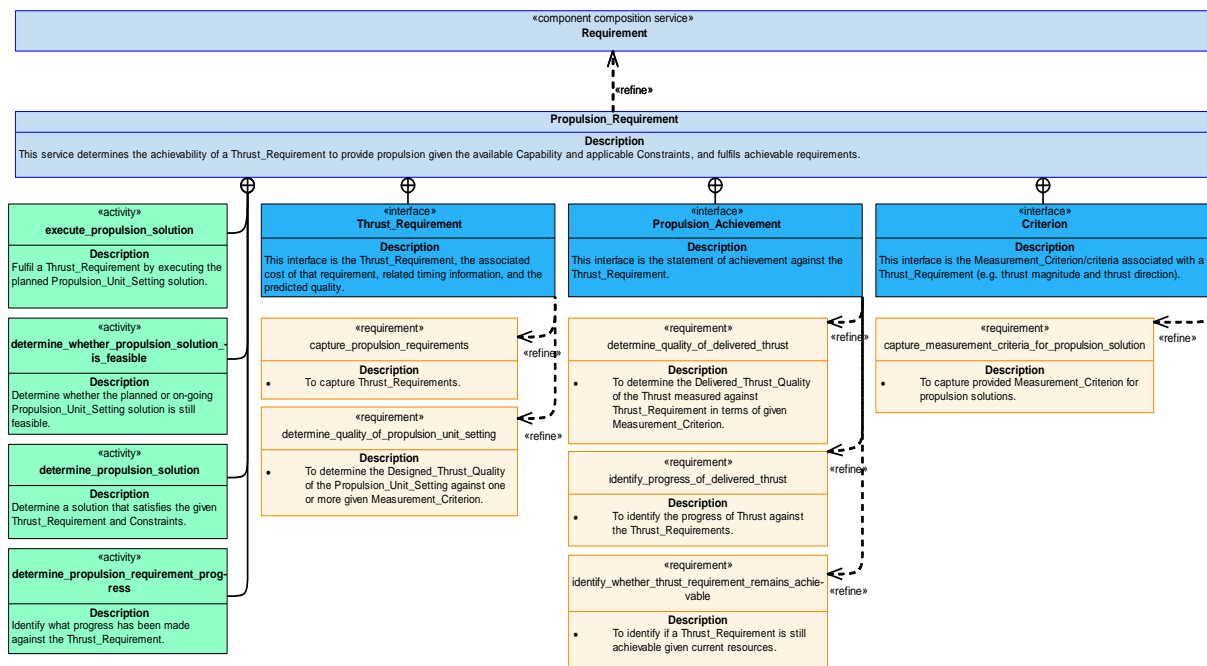 «component composition service»
Requirement
«refine»
Propulsion_Requirement
Description
This service determines the achievability of a Thrust_Requirement to provide propulsion given the available Capability and applicable Constraints, and fulfils achievable requirements.
«activity»
execute_propulsion_solution
Description
Fulfil a Thrust_Requirement by executing the
planned Propulsion_Unit_Setting solution.
«activity»
determine_whether_propulsion_solution_-
is_feasible
Description
Determine whether the planned or on-going
Propulsion_Unit_Setting solution is still
feasible.
«activity»
determine_propulsion_solution
Description
Determine a solution that satisfies the given
Thrust_Requirement and Constraints.
«activity»
determine_propulsion_requirement_prog-
ress
Description
Identify what progress has been made
against the Thrust_Requirement.
«interface»
Thrust_Requirement
Description
This interface is the Thrust_Requirement, the associated
cost of that requirement, related timing information, and the
predicted quality.
«requirement»
capture_propulsion_requirements
Description
• To capture Thrust_Requirements.
«refine»
«requirement»
determine_quality_of_propulsion_unit_setting
Description
• To determine the Designed_Thrust_Quality
of the Propulsion_Unit_Setting against one
or more given Measurement_Criterion.
«refine»
«interface»
Propulsion_Achievement
Description
This interface is the statement of achievement against
the Thrust_Requirement.
«requirement»
determine_quality_of_delivered_thrust
Description
• To determine the Delivered_Thrust_Quality
of the Thrust measured against
Thrust_Requirement in terms of given
Measurement_Criterion.
«refine»
«requirement»
identify_progress_of_delivered_thrust
Description
• To identify the progress of Thrust against
the Thrust_Requirements.
«refine»
«requirement»
identify_whether_thrust_requirement_remains_achie-
vable
Description
• To identify if a Thrust_Requirement is still
achievable given current resources.
«refine»
«interface»
Criterion
Description
This interface is the Measurement_Criterion/criteria associated with a
Thrust_Requirement (e.g. thrust magnitude and thrust direction).
«requirement»
capture_measurement_criteria_for_propulsion_solution
Description
• To capture provided Measurement_Criterion for
propulsion solutions.
«refine»